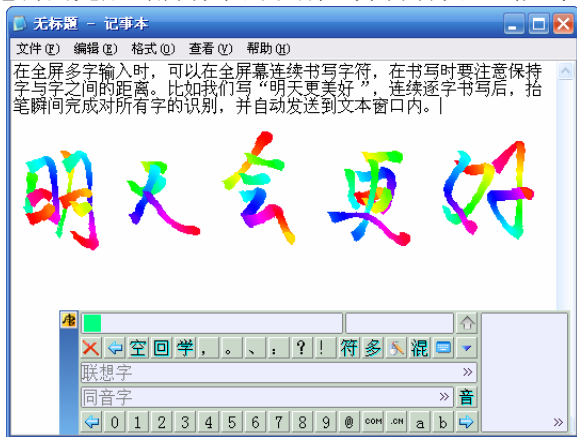 无标题 - 记事本
文件(F) 编辑(E) 格式(O) 查看(V) 帮助(H)
在全屏多字输入时，可以在全屏幕连续书写字符，在书写时要注意保持
字与字之间的距离。比如我们写“明天更美好 ”，连续逐字书写后，抬
笔瞬间完成对所有字的识别，并自动发送到文本窗口内。
明天会更好
空 回 学 ， 。 、 ： ？ ！ 符 多 混
联想字
同音字 音
0 1 2 3 4 5 6 7 8 9 @ COM .CN a b